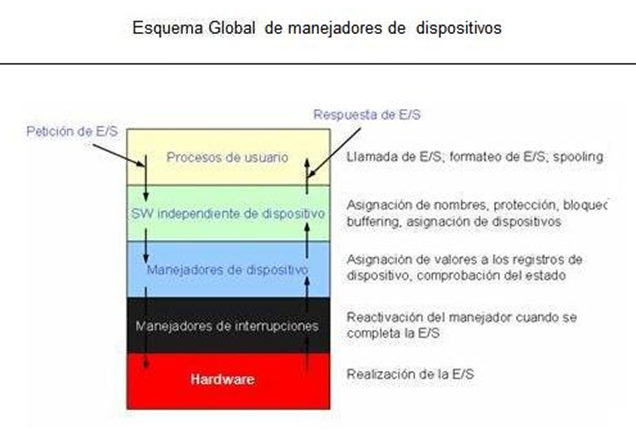 Esquema Global de manejadores de dispositivos
Petición de E/S
Respuesta de E/S
Procesos de usuario
Llamada de E/S; formateo de E/S; spooling
SW independiente de dispositivo
Asignación de nombres, protección, bloqueo
buffering, asignación de dispositivos
Manejadores de dispositivo
Asignación de valores a los registros de
dispositivo, comprobación del estado
Manejadores de interrupciones
Reactivación del manejador cuando se
completa la E/S
Hardware
Realización de la E/S